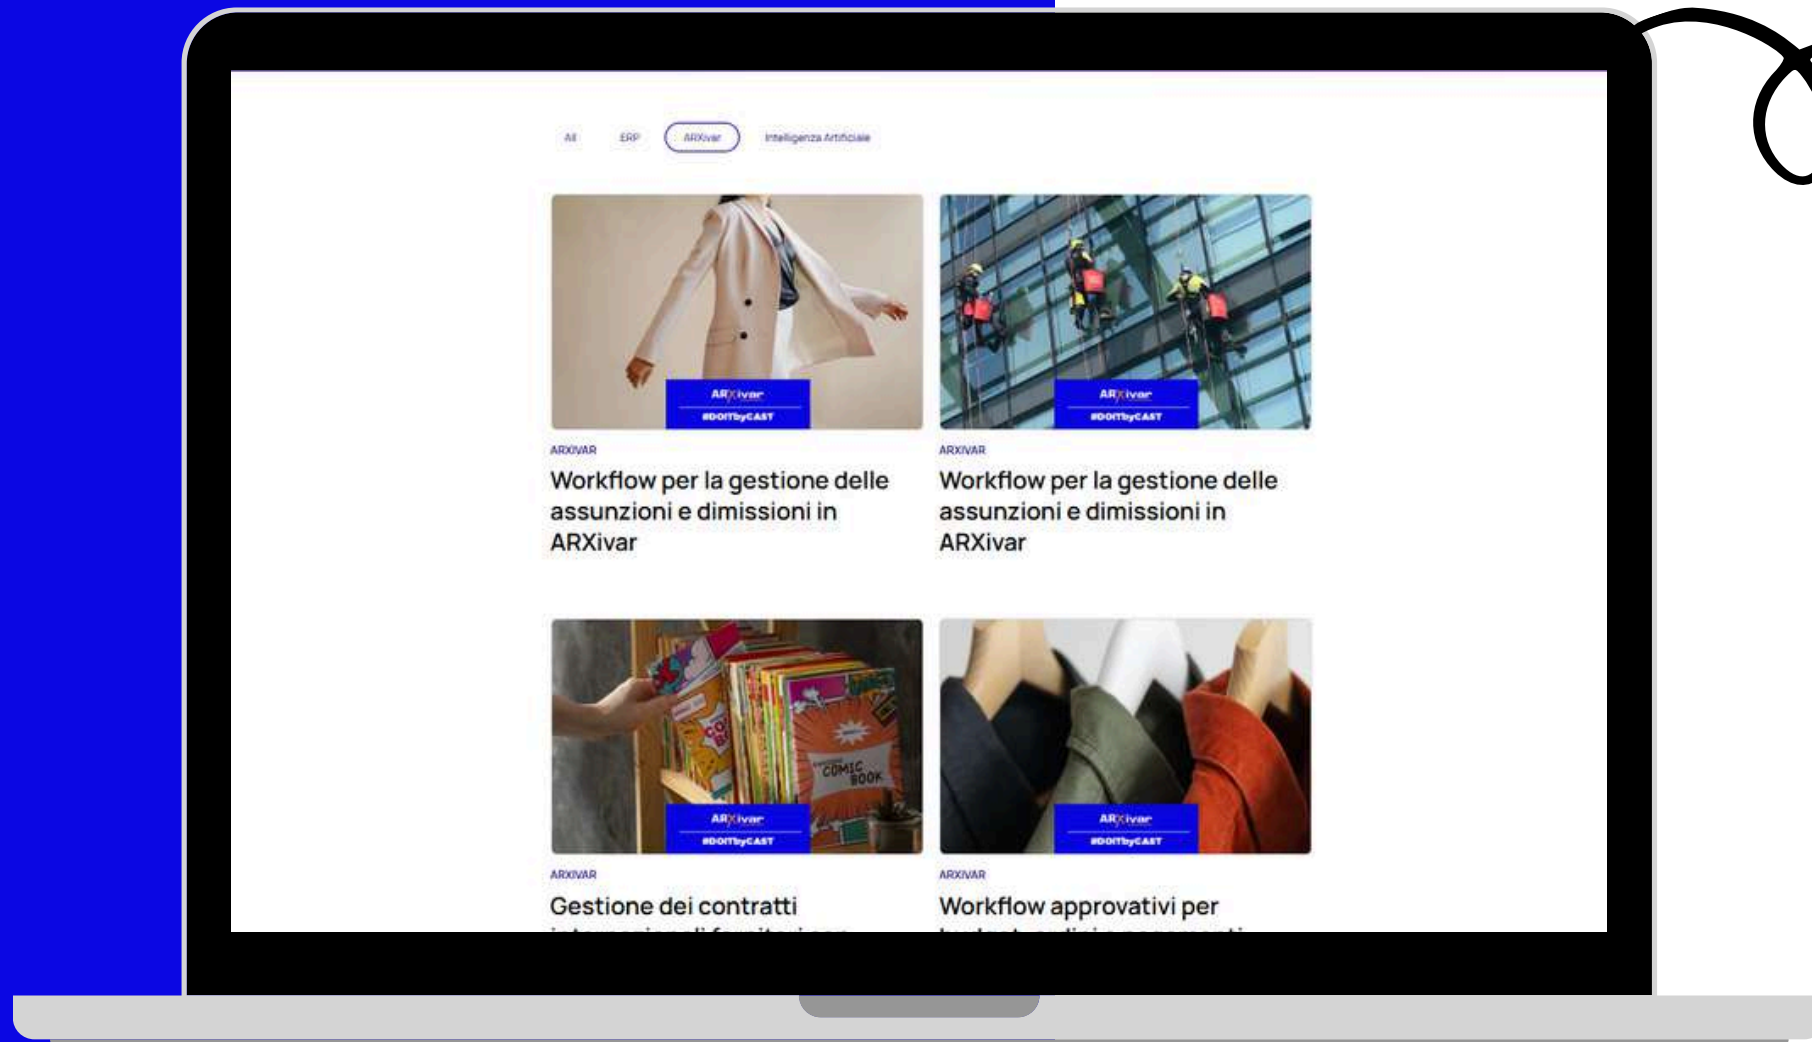 All
ERP
ARXivar
Intelligenza Artificiale
ARXivar
#DOITbyCAST
ARXivar
#DOITbyCAST
ARXIVAR
Workflow per la gestione delle
assunzioni e dimissioni in
ARXivar
ARXIVAR
Workflow per la gestione delle
assunzioni e dimissioni in
ARXivar
COMIC
BOOK
ARXivar
#DOITbyCAST
ARXivar
#DOITbyCAST
ARXIVAR
Gestione dei contratti
ARXIVAR
Workflow approvativi per